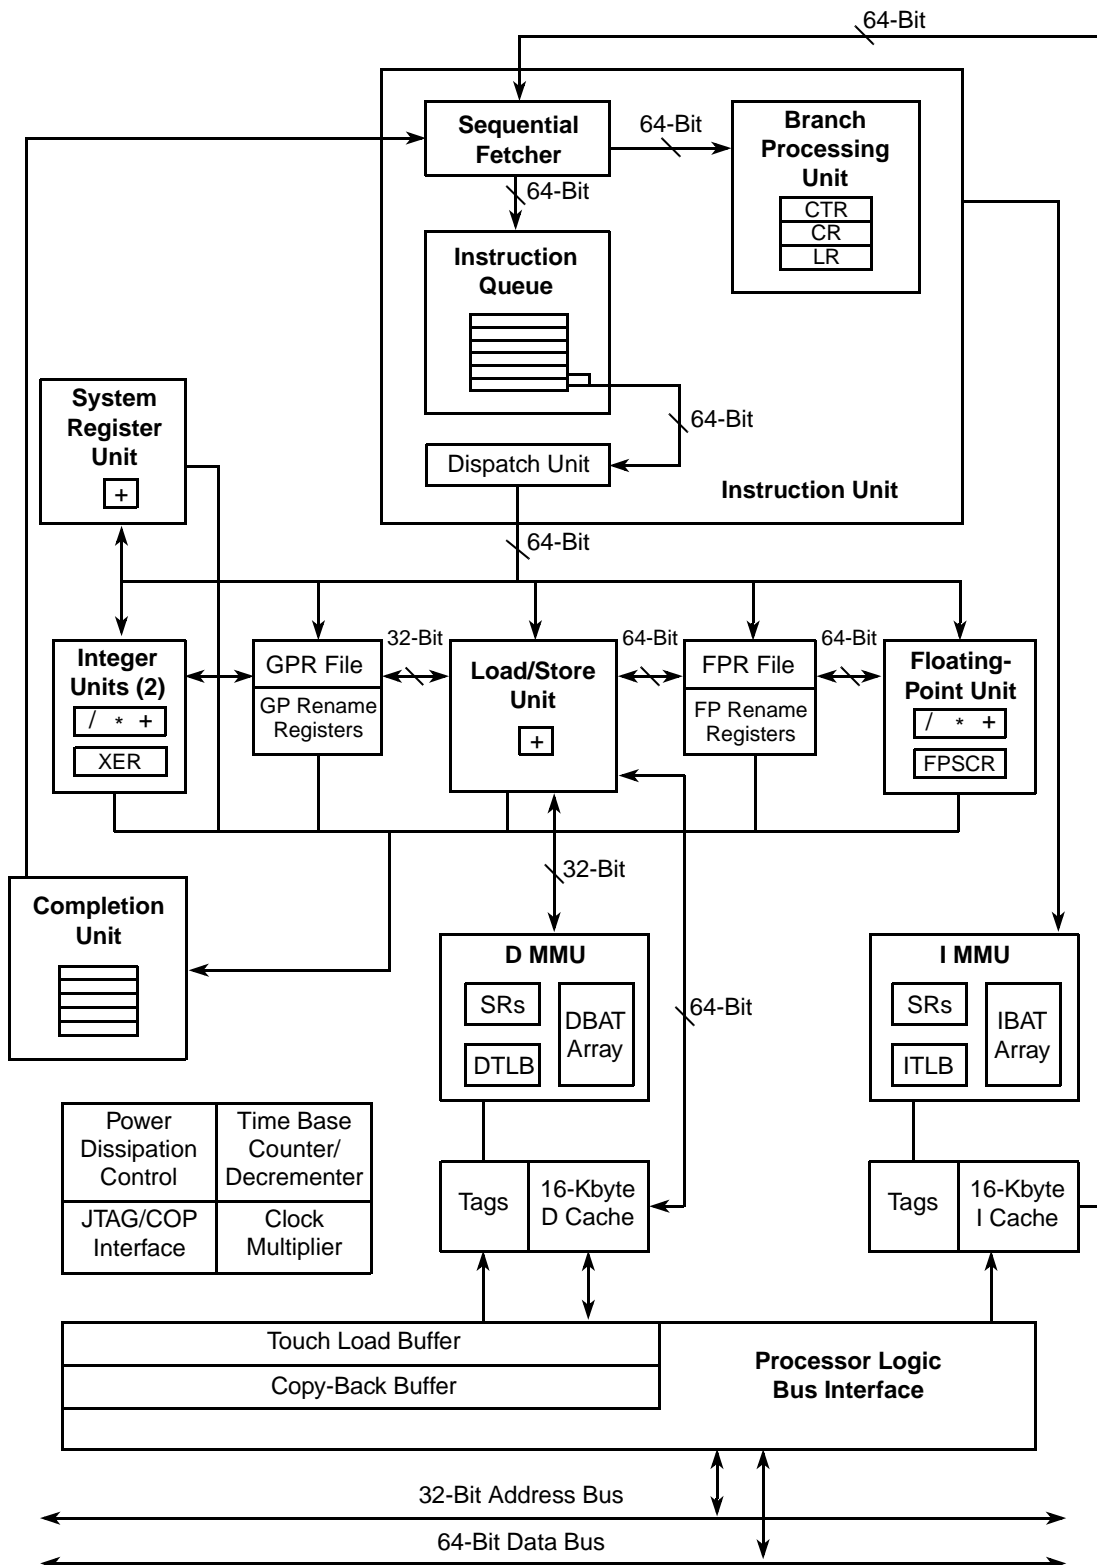 64-Bit
Sequential
Fetcher
64-Bit
Branch
Processing
Unit
CTR
CR
LR
64-Bit
Instruction
Queue
64-Bit
System
Register
Unit
+
Dispatch Unit
Instruction Unit
64-Bit
Integer
Units (2)
/ * +
XER
GPR File
GP Rename
Registers
32-Bit
Load/Store
Unit
+
64-Bit
FPR File
FP Rename
Registers
64-Bit
Floating-
Point Unit
/ * +
FPSCR
32-Bit
Completion
Unit
D MMU
SRs
DTLB
DBAT
Array
64-Bit
I MMU
SRs
ITLB
IBAT
Array
Power
Dissipation
Control
Time Base
Counter/
Decrementer
JTAG/COP
Interface
Clock
Multiplier
Tags
16-Kbyte
D Cache
Tags
16-Kbyte
I Cache
Touch Load Buffer
Copy-Back Buffer
Processor Logic
Bus Interface
32-Bit Address Bus
64-Bit Data Bus